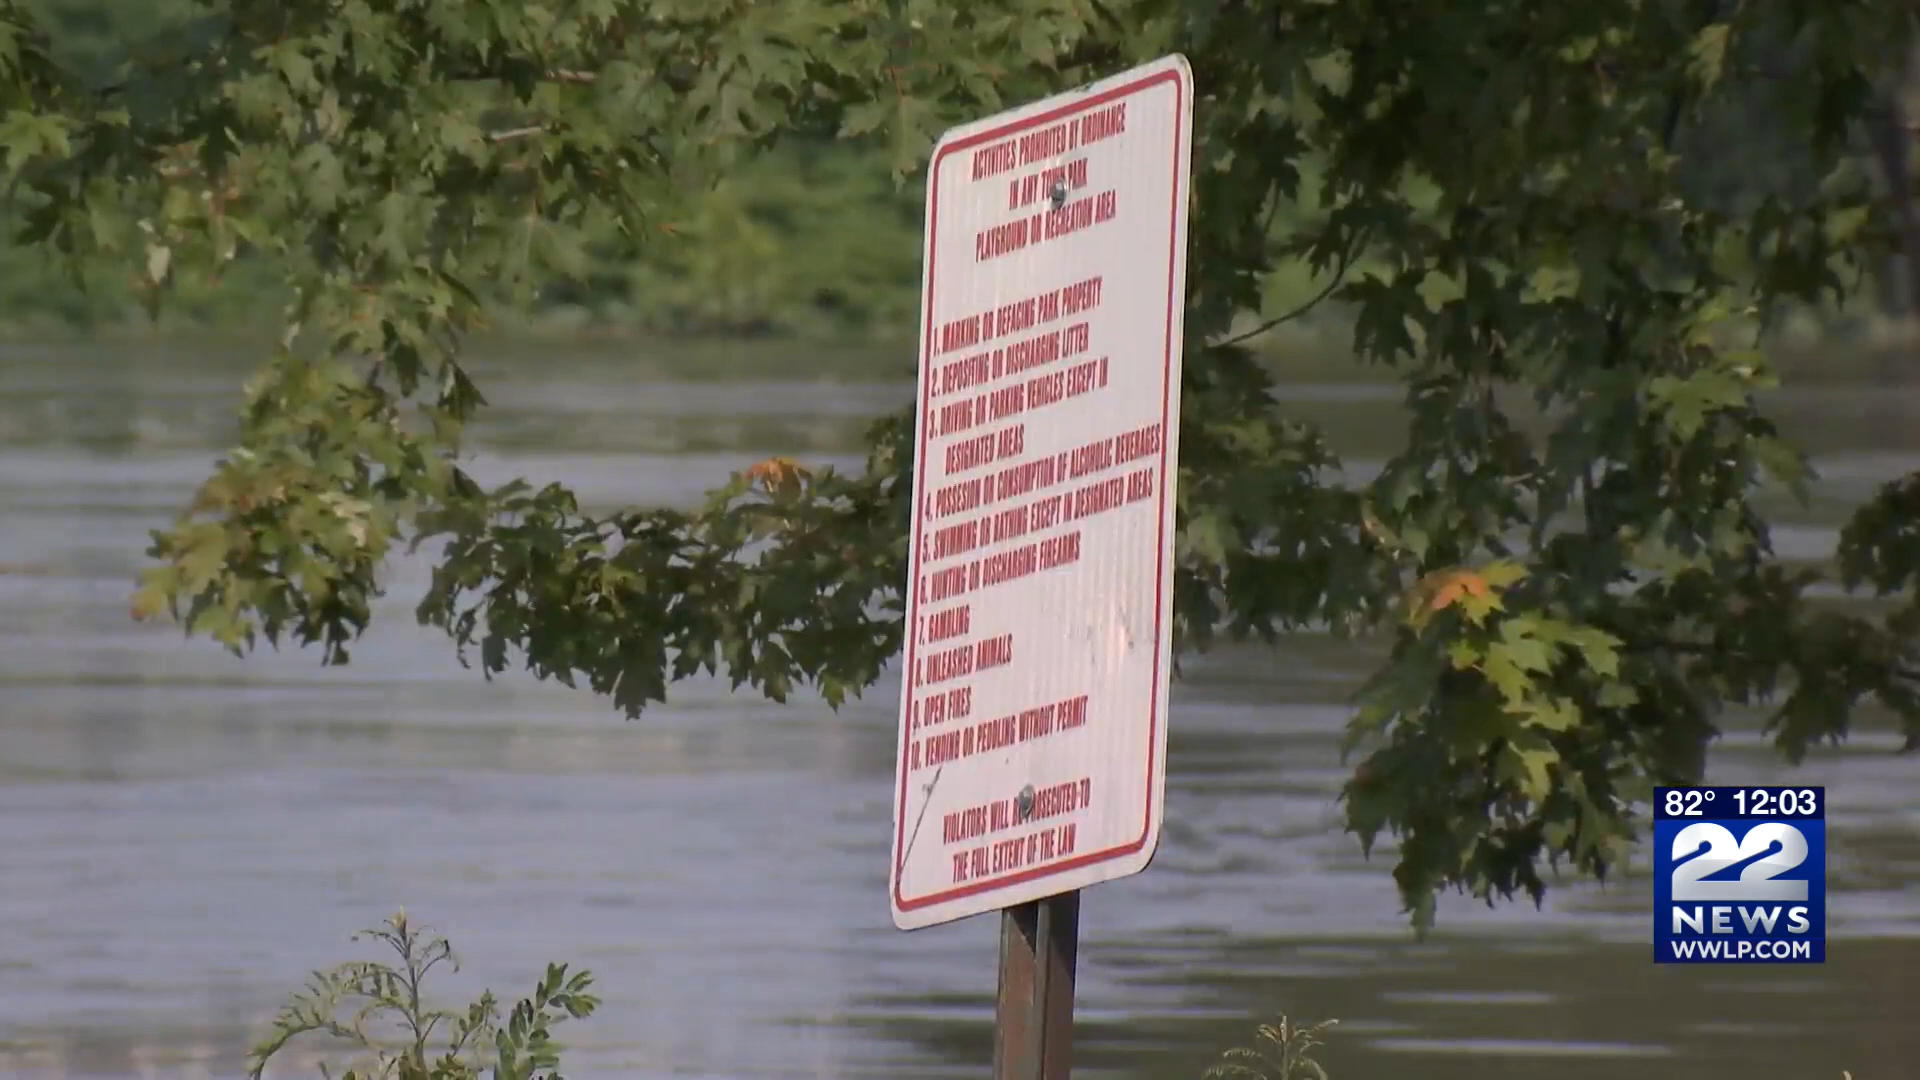 ACTIVITIES PROHIBITED BY ORDINANCE
IN ANY TOWN PARK
PLAYGROUND OR RECREATION AREA
1. MARKING OR DEFACING PARK PROPERTY
2. DEPOSITING OR DISCHARGING LITTER
3. DRIVING OR PARKING VEHICLES EXCEPT IN
DESIGNATED AREAS
4. POSSESION OR CONSUMPTION OF ALCOHOLIC BEVERAGES
5. SWIMMING OR BATHING EXCEPT IN DESIGNATED AREAS
6. HUNTING OR DISCHARGING FIREARMS
7. GAMBLING
8. UNLEASHED ANIMALS
9. OPEN FIRES
10. VENDING OR PEDDLING WITHOUT PERMIT
VIOLATORS WILL BE PROSECUTED TO
THE FULL EXTENT OF THE LAW
82° 12:03
22
NEWS
WWLP.COM